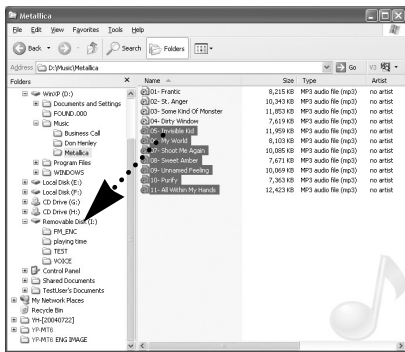 Metallica
File Edit View Favorites Tools Help
Back Search Folders
Address D:\Music\Metallica Go V3
Folders Name Size Type Artist
WinXP (D:)
Documents and Settings
FOUND.000
Music
Business Call
Don Henley
Metallica
Program Files
WINDOWS
Local Disk (E:)
Local Disk (F:)
CD Drive (G:)
CD Drive (H:)
Removable Disk (I:)
FM_ENC
playing time
TEST
VOICE
Control Panel
Shared Documents
TestUser's Documents
My Network Places
Recycle Bin
YH-[20040722]
YP-MT6
YP-MT6 ENG IMAGE
01- Frantic 8,215 KB MP3 audio file (mp3) no artist
02- St. Anger 10,343 KB MP3 audio file (mp3) no artist
03- Some Kind Of Monster 11,853 KB MP3 audio file (mp3) no artist
04- Dirty Window 7,619 KB MP3 audio file (mp3) no artist
05- Invisible Kid 11,959 KB MP3 audio file (mp3) no artist
My World 8,103 KB MP3 audio file (mp3) no artist
07- Shoot Me Again 10,085 KB MP3 audio file (mp3) no artist
08- Sweet Amber 7,671 KB MP3 audio file (mp3) no artist
09- Unnamed Feeling 10,069 KB MP3 audio file (mp3) no artist
10- Purify 7,363 KB MP3 audio file (mp3) no artist
11- All Within My Hands 12,423 KB MP3 audio file (mp3) no artist